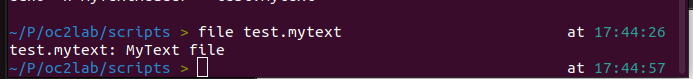 ~/P/oc2lab/scripts > file test.mytext at 17:44:26
test.mytext: MyText file
~/P/oc2lab/scripts > at 17:44:57